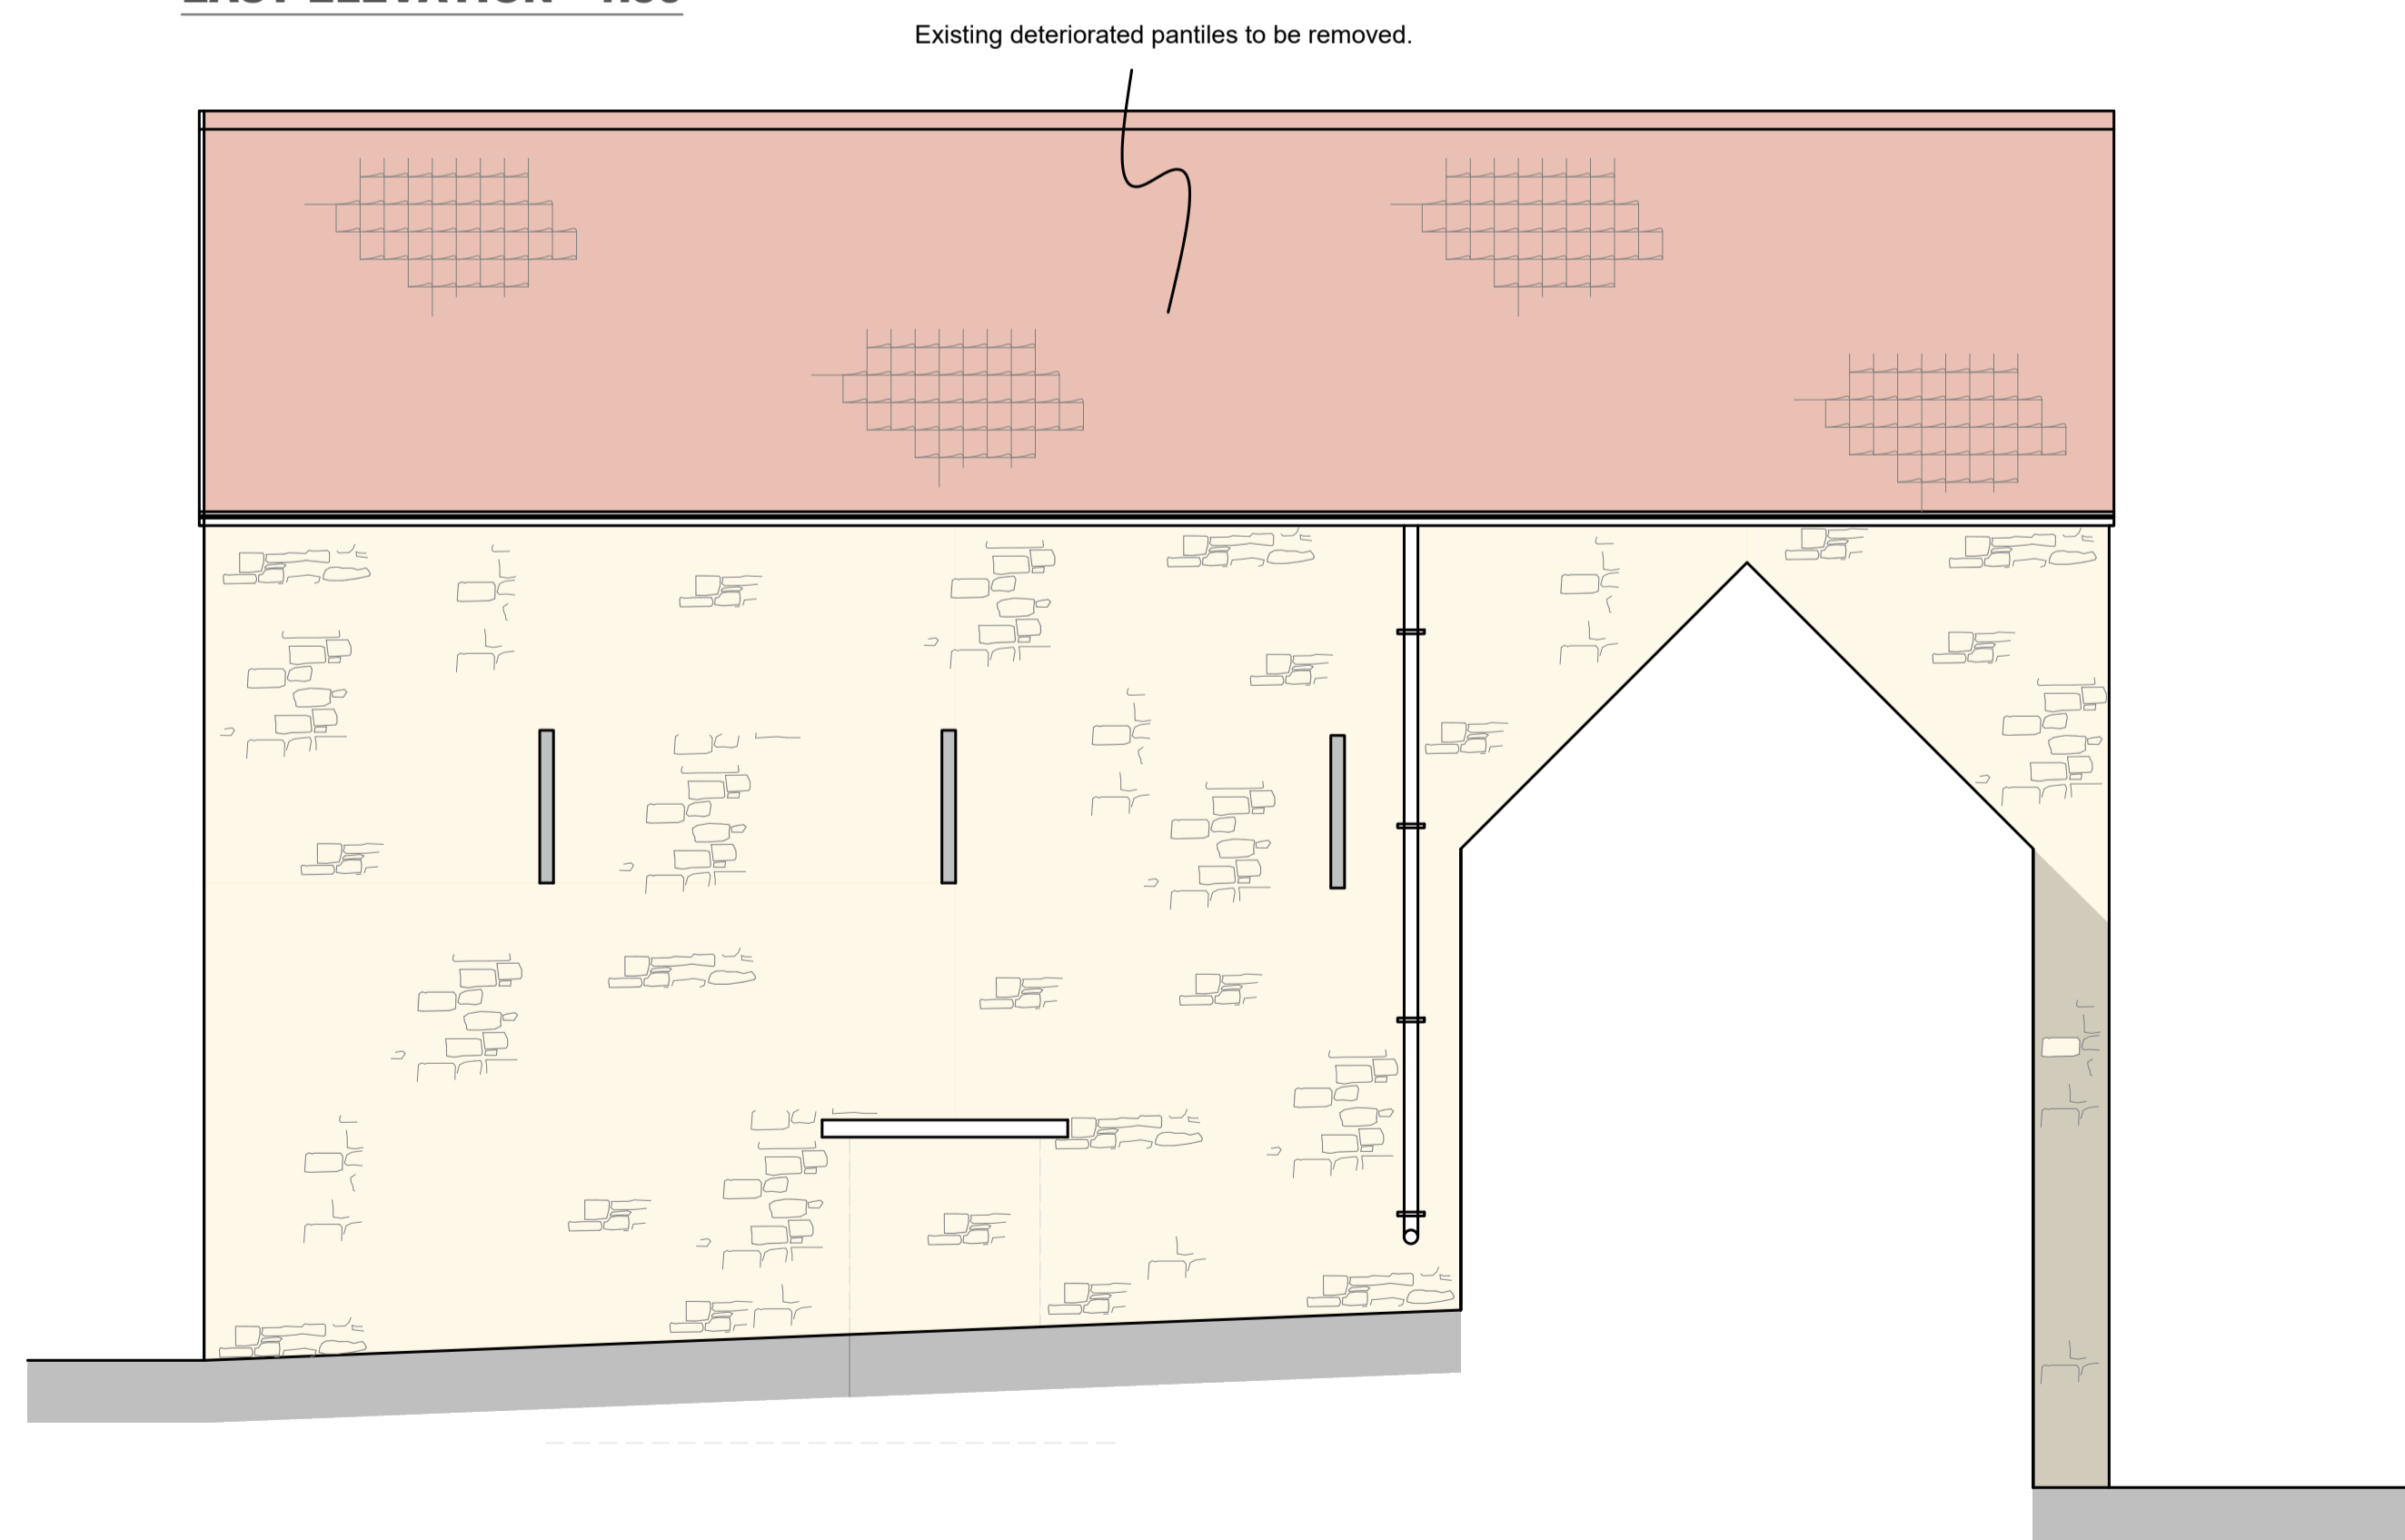 Existing deteriorated pantiles to be removed.